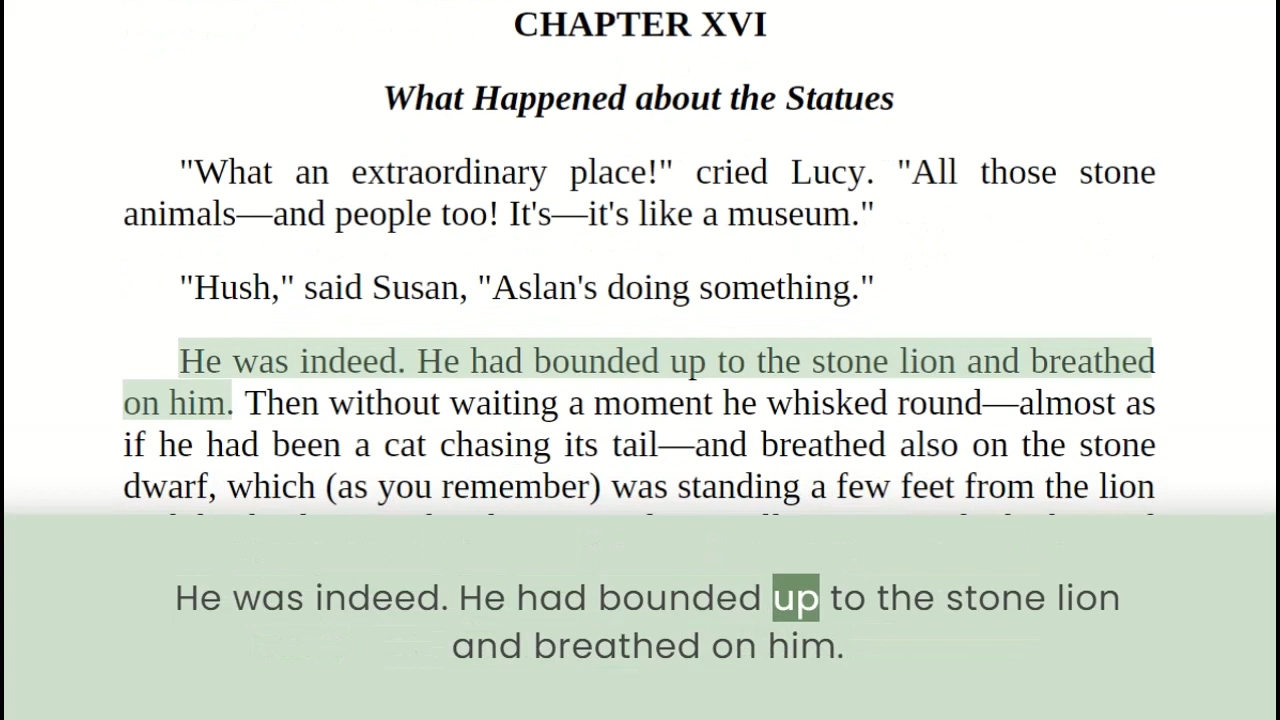 CHAPTER XVI
What Happened about the Statues
"What an extraordinary place!" cried Lucy. "All those stone
animals—and people too! It's—it's like a museum."
"Hush," said Susan, "Aslan's doing something."
He was indeed. He had bounded up to the stone lion and breathed
on him. Then without waiting a moment he whisked round—almost as
if he had been a cat chasing its tail—and breathed also on the stone
dwarf, which (as you remember) was standing a few feet from the lion
He was indeed. He had bounded up to the stone lion
and breathed on him.